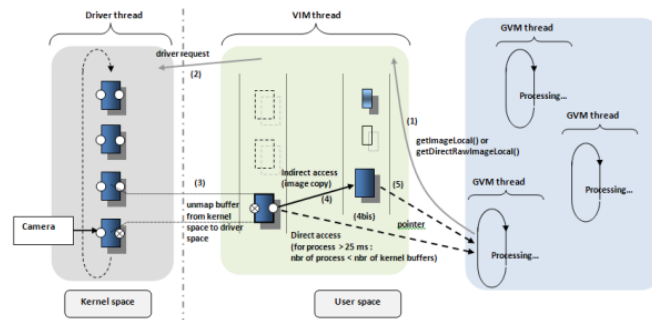 Driver thread
VIM thread
GVM thread
driver request
(2)
Processing...
GVM thread
(1)
getImageLocal() or
getDirectRawImageLocal()
Processing...
(3)
Indirect access
(image copy)
(4)
(5)
GVM thread
unmap buffer
from kernel
space to driver
space
(4bis)
Camera
Direct access
(for process > 25 ms :
nbr of process < nbr of kernel buffers)
pointer
Processing...
Kernel space
User space